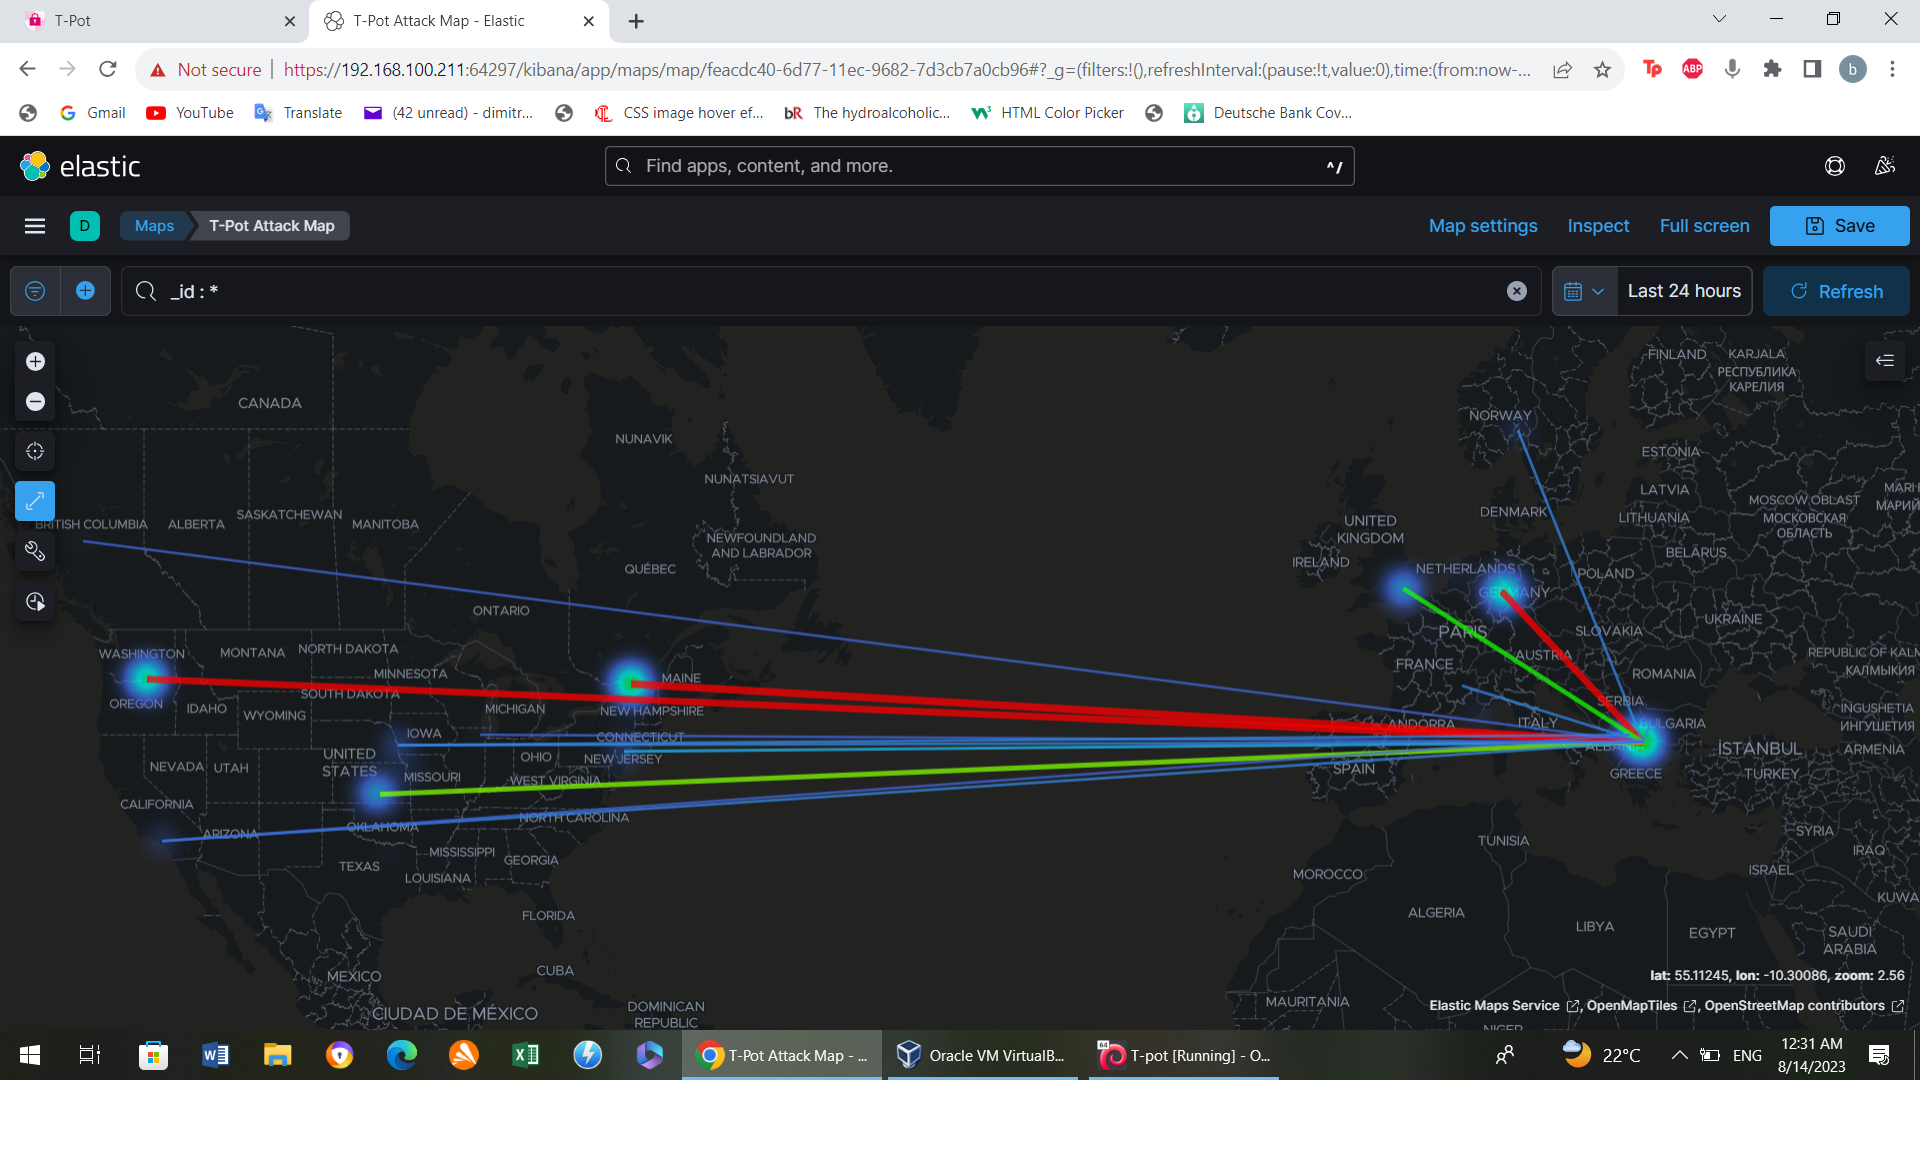 T-Pot
T-Pot Attack Map - Elastic
Not secure
https://192.168.100.211:64297/kibana/app/maps/map/feacdc40-6d77-11ec-9682-7d3cb7a0cb96#?_g=(filters:!(),refreshInterval:(pause:!t,value:0),time:(from:now-...
Tp
ABP
b
Gmail
YouTube
Translate
(42 unread) - dimitr...
CSS image hover ef...
bR
The hydroalcoholic...
HTML Color Picker
Deutsche Bank Cov...
elastic
Find apps, content, and more.
^/
D
Maps
T-Pot Attack Map
Map settings
Inspect
Full screen
Save
_id : *
Last 24 hours
Refresh
FINLAND
KARJALA,
РЕСПУБЛИКА
КАРЕЛИЯ
CANADA
NORWAY
NUNAVIK
ESTONIA
NUNATSIAVUT
LATVIA
MOSCOW OBLAST
МОСКОВСКАЯ
ОБЛАСТЬ
МАРИЙ
DENMARK
LITHUANIA
BRITISH COLUMBIA
ALBERTA
SASKATCHEWAN
MANITOBA
UNITED
KINGDOM
NEWFOUNDLAND
AND LABRADOR
BELARUS
IRELAND
QUÉBEC
NETHERLANDS
POLAND
GERMANY
ONTARIO
UKRAINE
PARIS
SLOVAKIA
WASHINGTON
MONTANA
NORTH DAKOTA
AUSTRIA
REPUBLIC OF KALM
КАЛМЫКИЯ
FRANCE
MINNESOTA
MAINE
ROMANIA
SOUTH DAKOTA
OREGON
IDAHO
WYOMING
MICHIGAN
NEW HAMPSHIRE
SERBIA
INGUSHETIA
ИНГУШЕТИЯ
ANDORRA
ITALY
BULGARIA
IOWA
CONNECTICUT
ALBANIA
İSTANBUL
ARMENIA
UNITED
STATES
OHIO
NEW JERSEY
NEVADA
UTAH
MISSOURI
WEST VIRGINIA
SPAIN
GREECE
TURKEY
CALIFORNIA
NORTH CAROLINA
ARIZONA
OKLAHOMA
SYRIA
TUNISIA
MISSISSIPPI
GEORGIA
IRAQ
TEXAS
LOUISIANA
MOROCCO
ISRAEL
KUWA
FLORIDA
ALGERIA
LIBYA
EGYPT
SAUDI
ARABIA
CUBA
MEXICO
lat: 55.11245, lon: -10.30086, zoom: 2.56
CIUDAD DE MÉXICO
DOMINICAN
REPUBLIC
MAURITANIA
Elastic Maps Service , OpenMapTiles , OpenStreetMap contributors
NIGER
T-Pot Attack Map - ...
Oracle VM VirtualB...
64
T-pot [Running] - O...
22°C
ENG
12:31 AM
8/14/2023